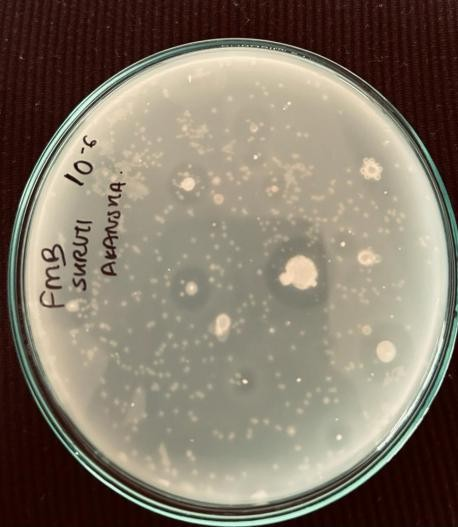 10-6
FMB
SHRUTI
AKANSHA.